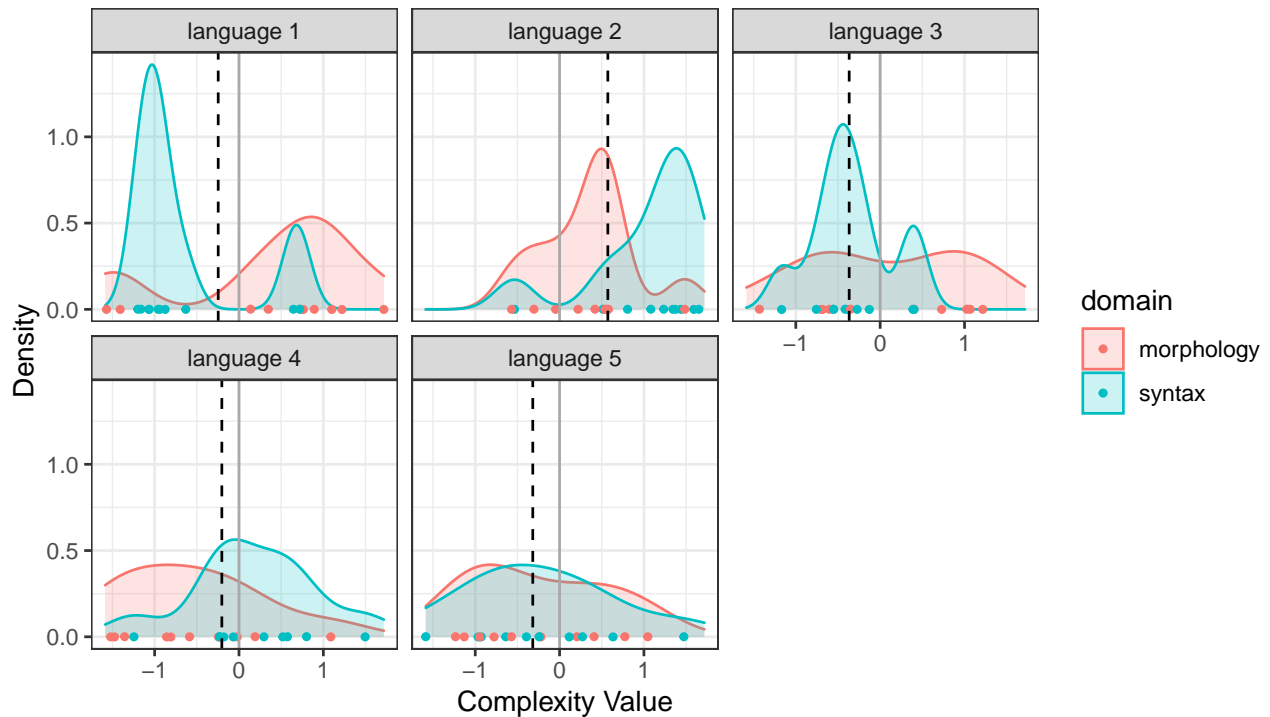 language 1
language 2
language 3
1.0
0.5
0.0
−1
0
1
language 4
language 5
1.0
0.5
0.0
−1
0
1
−1
0
1
Density
Complexity Value
domain
morphology
syntax